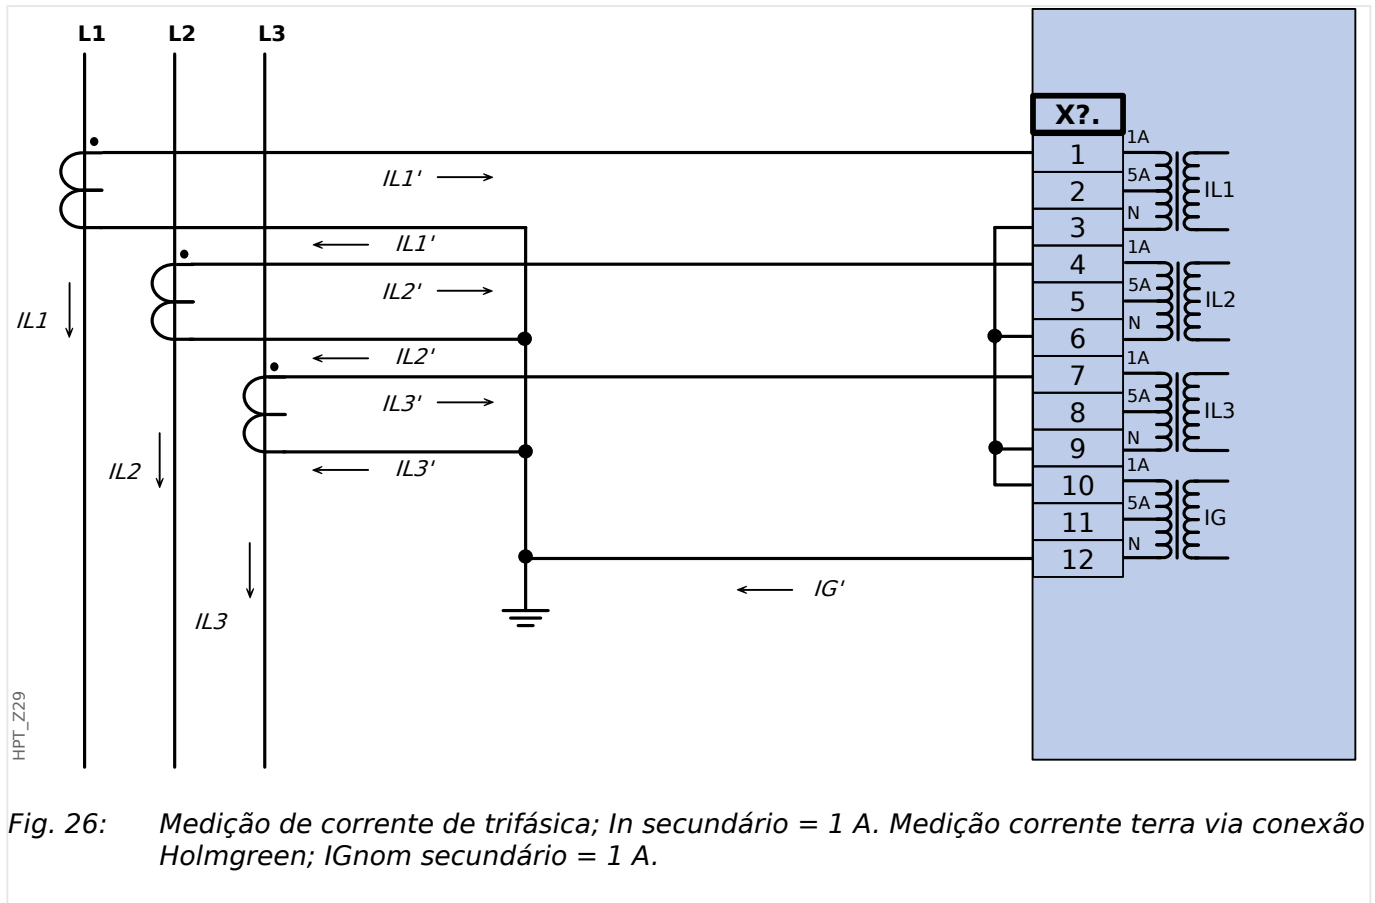 L1 L2 L3
X?.
1
2
3
4
5
6
7
8
9
10
11
12
1A
5A
N
IL1
1A
5A
N
IL2
1A
5A
N
IL3
1A
5A
N
IG
IL1'
IL1'
IL2'
IL2'
IL3'
IL3'
IG'
IL1
IL2
IL3
HPT_Z29
Fig. 26: Medição de corrente de trifásica; In secundário = 1 A. Medição corrente terra via conexão
Holmgreen; IGnom secundário = 1 A.